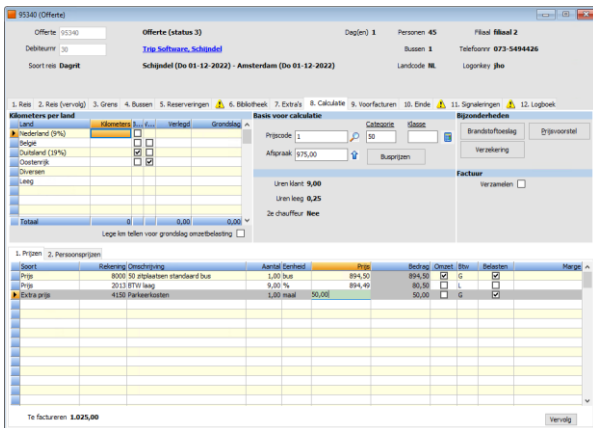 95340 (Offerte)
Offerte 95340 Offerte (status 3) Dag(en) 1 Personen 45 Filiaal filiaal 2
Debiteurnr 30 Trip Software, Schijndel Bussen 1 Telefoonnr 073-5494426
Soort reis Dagrit Schijndel (Do 01-12-2022) - Amsterdam (Do 01-12-2022) Landcode NL Logonkey jho
1. Reis 2. Reis (vervolg) 3. Grens 4. Bussen 5. Reserveringen 6. Bibliotheek 7. Extra's 8. Calculatie 9. Voorfacturen 10. Einde 11. Signaleringen 12. Logboek
Kilometers per land Basis voor calculatie Bijzonderheden
Land Kilometers Verlegd Grondslag
Nederland (9%)
België
Duitsland (19%)
Oostenrijk
Diversen
Leeg
Totaal 0 0,00 0,00
Lege km tellen voor grondslag omzetbelasting
Categorie Klasse
Prijscode 1 50
Afspraak 975,00 Busprijzen
Uren klant 9,00
Uren leeg 0,25
2e chauffeur Nee
Brandstoftoeslag Prijsvoorstel
Verzekering
Factuur
Verzamelen
1. Prijzen 2. Persoonsprijzen
Soort Rekening Omschrijving Aantal Eenheid Prijs Bedrag Omzet Btw Belasten Marge
Prijs 8000 50 zitplaatsen standaard bus 1,00 bus 894,50 894,50 G
Prijs 2013 BTW laag 9,00 % 894,49 80,50 L
Extra prijs 4150 Parkeerkosten 1,00 maal 50,00 50,00 G
Te factureren 1.025,00 Vervolg